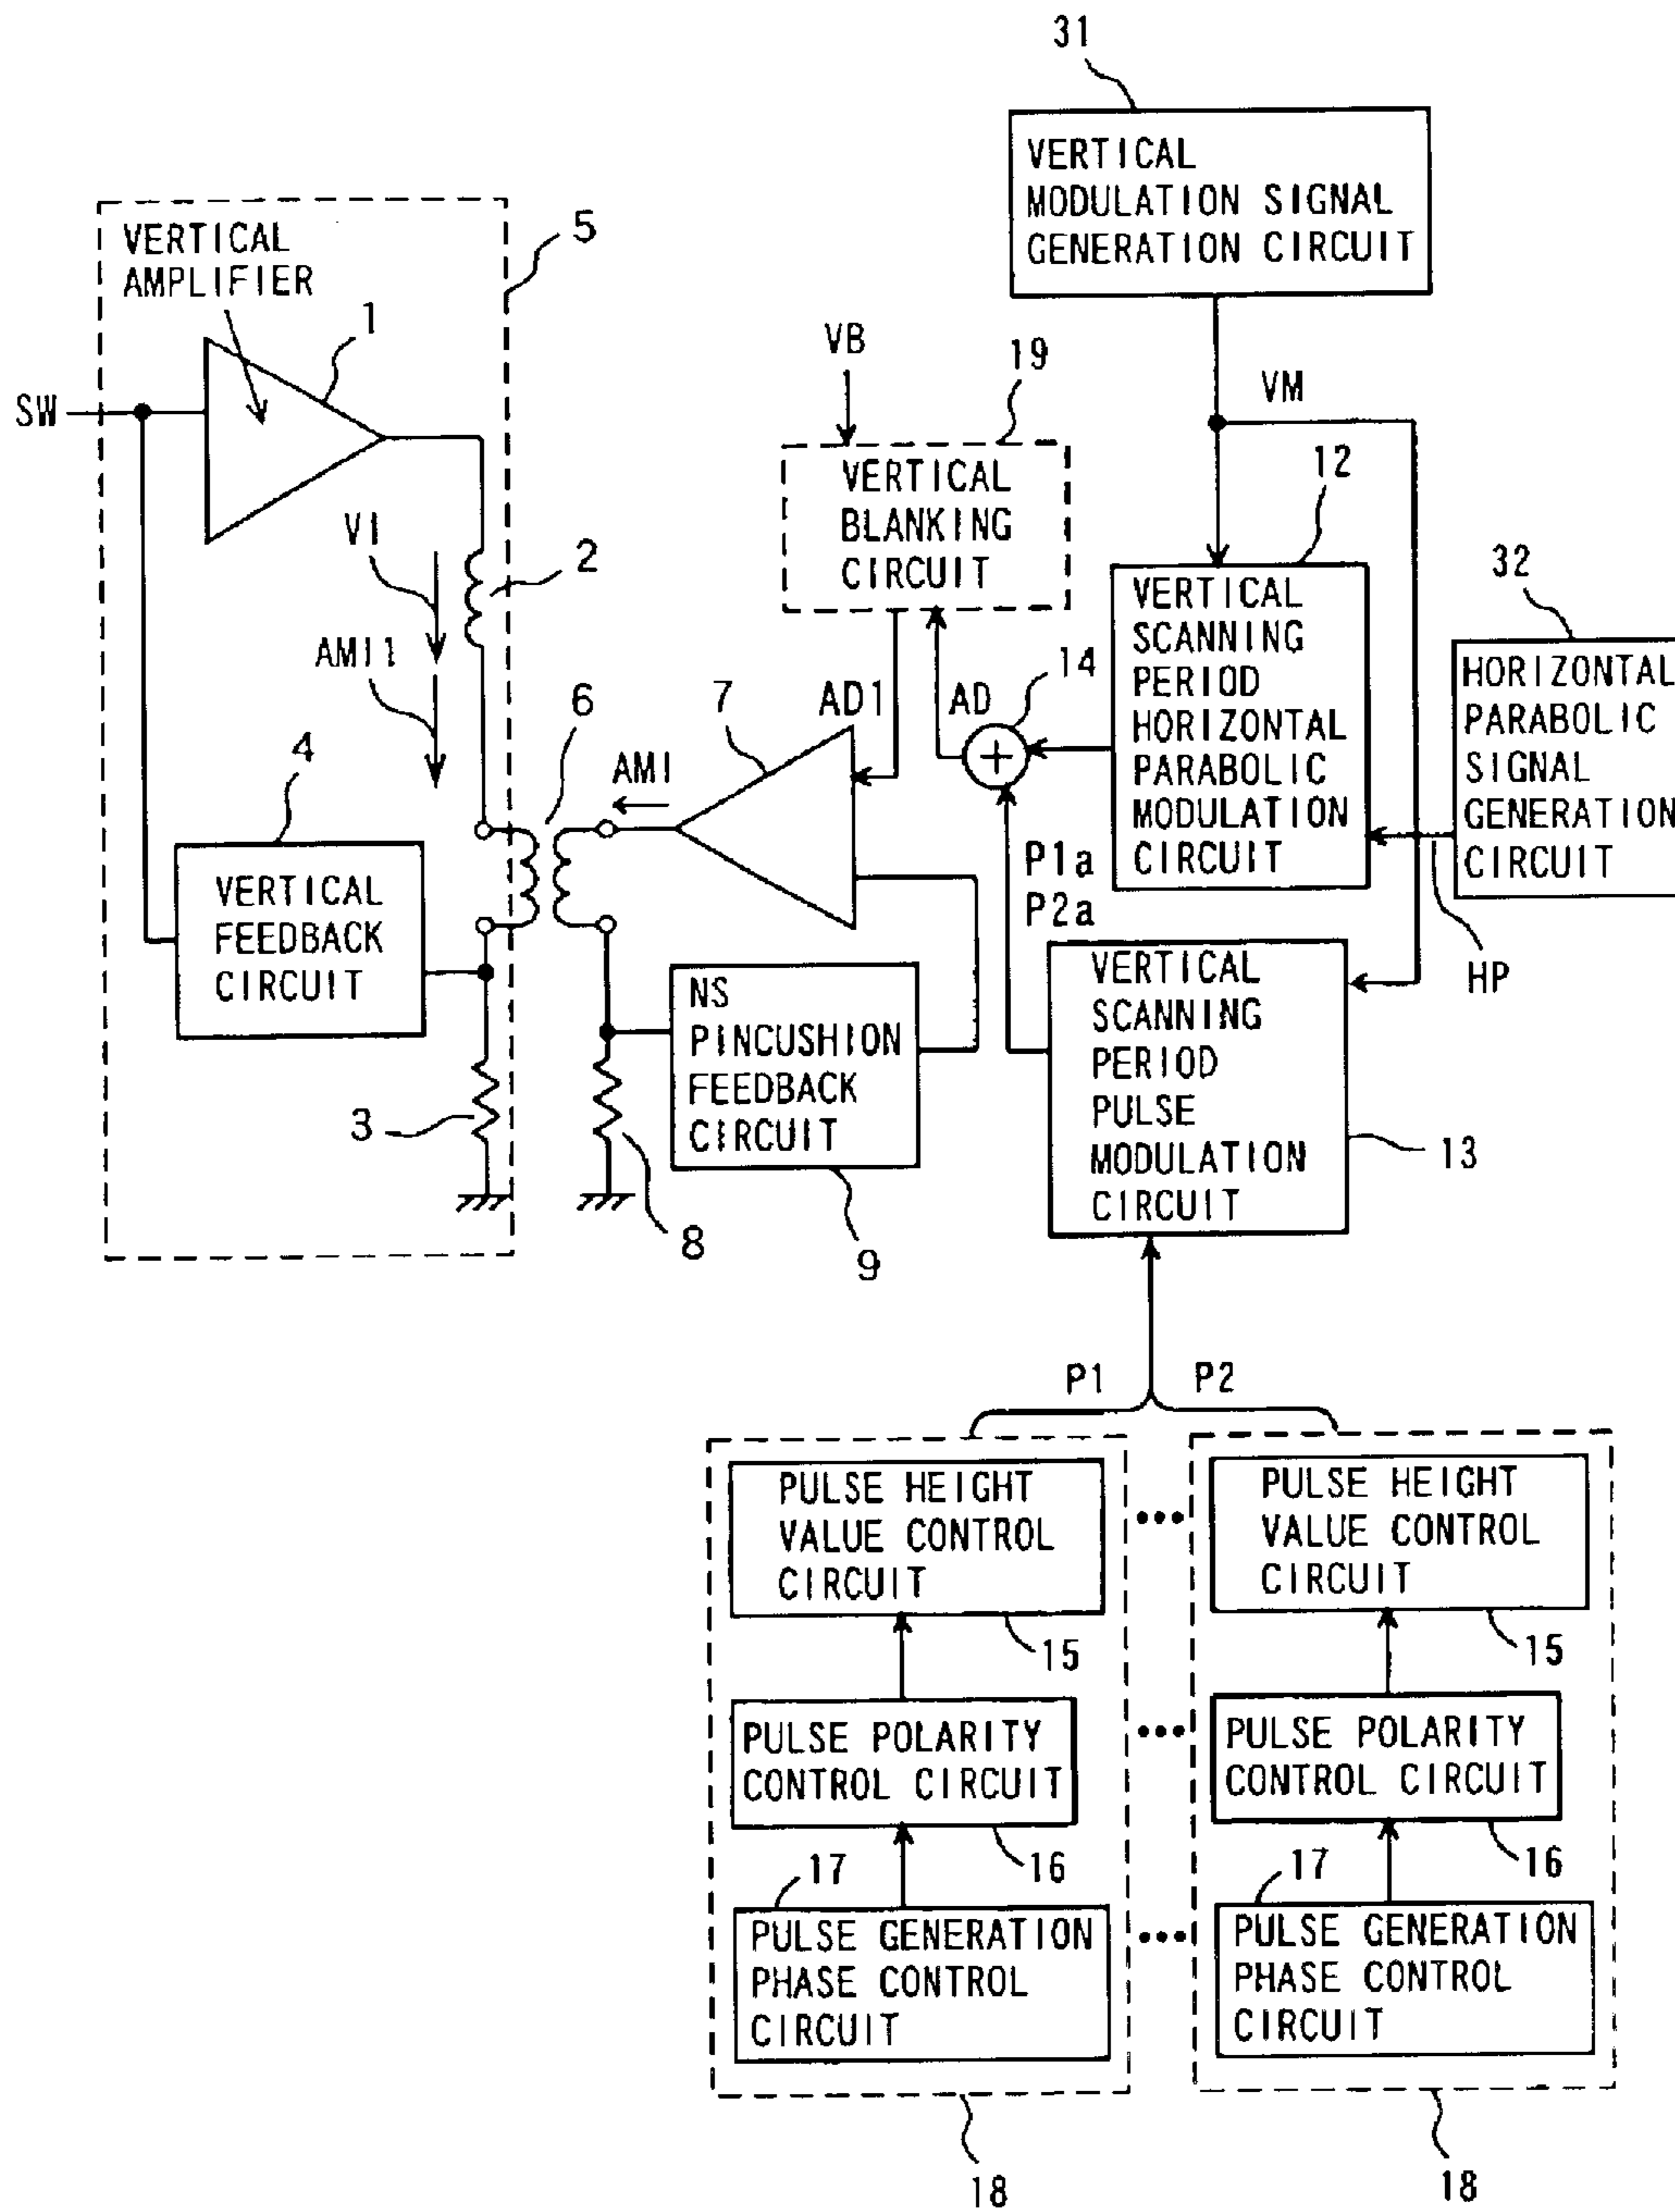 31
VERTICAL
MODULATION SIGNAL
GENERATION CIRCUIT
VERTICAL
AMPLIFIER
5
1
SW
VB
19
VM
VERTICAL
BLANKING
CIRCUIT
12
VI
2
AMI1
VERTICAL
SCANNING
PERIOD
HORIZONTAL
PARABOLIC
MODULATION
CIRCUIT
32
HORIZONTAL
PARABOLIC
SIGNAL
GENERATION
CIRCUIT
14
AD1
AD
+
7
6
AMI
4
VERTICAL
FEEDBACK
CIRCUIT
P1a
P2a
HP
NS
PINCUSHION
FEEDBACK
CIRCUIT
VERTICAL
SCANNING
PERIOD
PULSE
MODULATION
CIRCUIT
3
13
8
9
P1
P2
PULSE HEIGHT
VALUE CONTROL
CIRCUIT
•••
PULSE HEIGHT
VALUE CONTROL
CIRCUIT
15
15
PULSE POLARITY
CONTROL CIRCUIT
•••
PULSE POLARITY
CONTROL CIRCUIT
17
16
17
16
PULSE GENERATION
PHASE CONTROL
CIRCUIT
•••
PULSE GENERATION
PHASE CONTROL
CIRCUIT
18
18